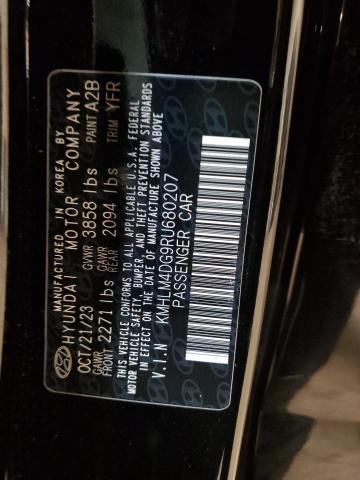 MANUFACTURED IN KOREA BY
HYUNDAI MOTOR COMPANY
OCT/21/23 GVWR 3858 lbs PAINT A2B
GAWR FRONT 2271 lbs GAWR REAR 2094 lbs TRIM YFR
THIS VEHICLE CONFORMS TO ALL APPLICABLE U.S.A. FEDERAL
MOTOR VEHICLE SAFETY, BUMPER, AND THEFT PREVENTION STANDARDS
IN EFFECT ON THE DATE OF MANUFACTURE SHOWN ABOVE
V.I.N KMHLM4DG9RU680207
PASSENGER CAR